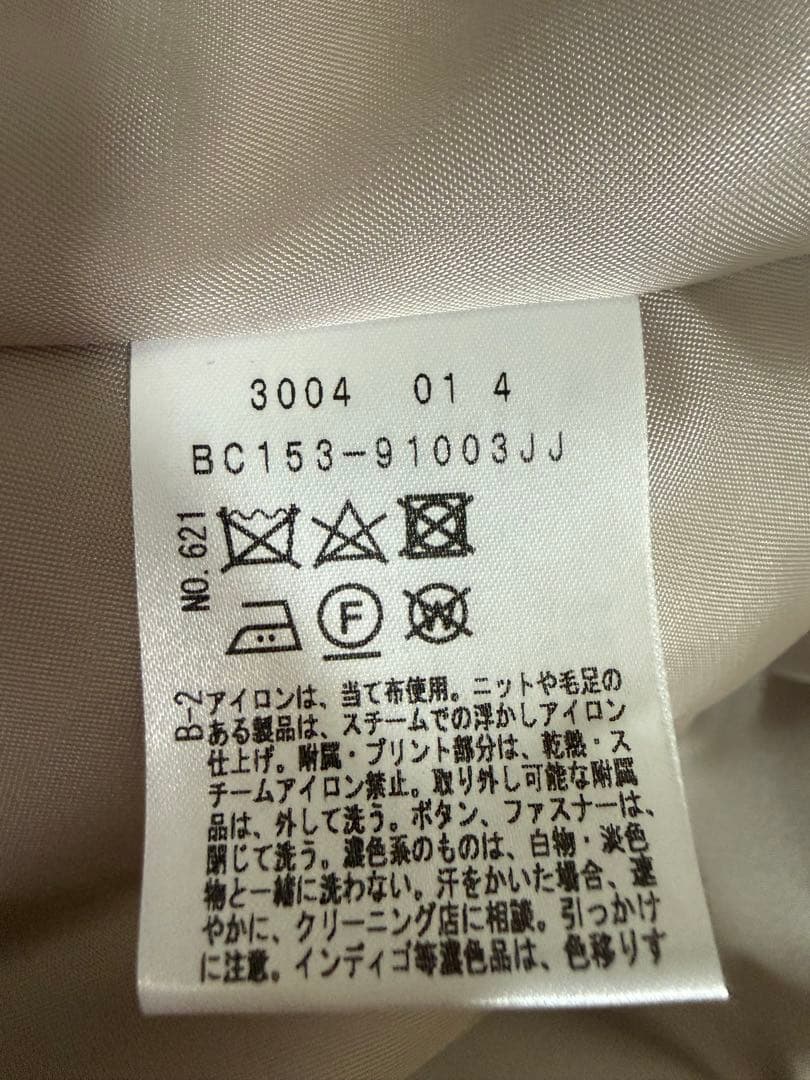 3004 01 4
BC153-91003JJ
NO.621
F
W
B-2
アイロンは、当て布使用。ニットや毛足の
ある製品は、スチームでの浮かしアイロン
仕上げ。附属・プリント部分は、乾熱・ス
チームアイロン禁止。取り外し可能な附属
品は、外して洗う。ボタン、ファスナーは、
閉じて洗う。濃色系のものは、白物・淡色
物と一緒に洗わない。汗をかいた場合、速
やかに、クリーニング店に相談。引っかけ
に注意。インディゴ等濃色品は、色移りす